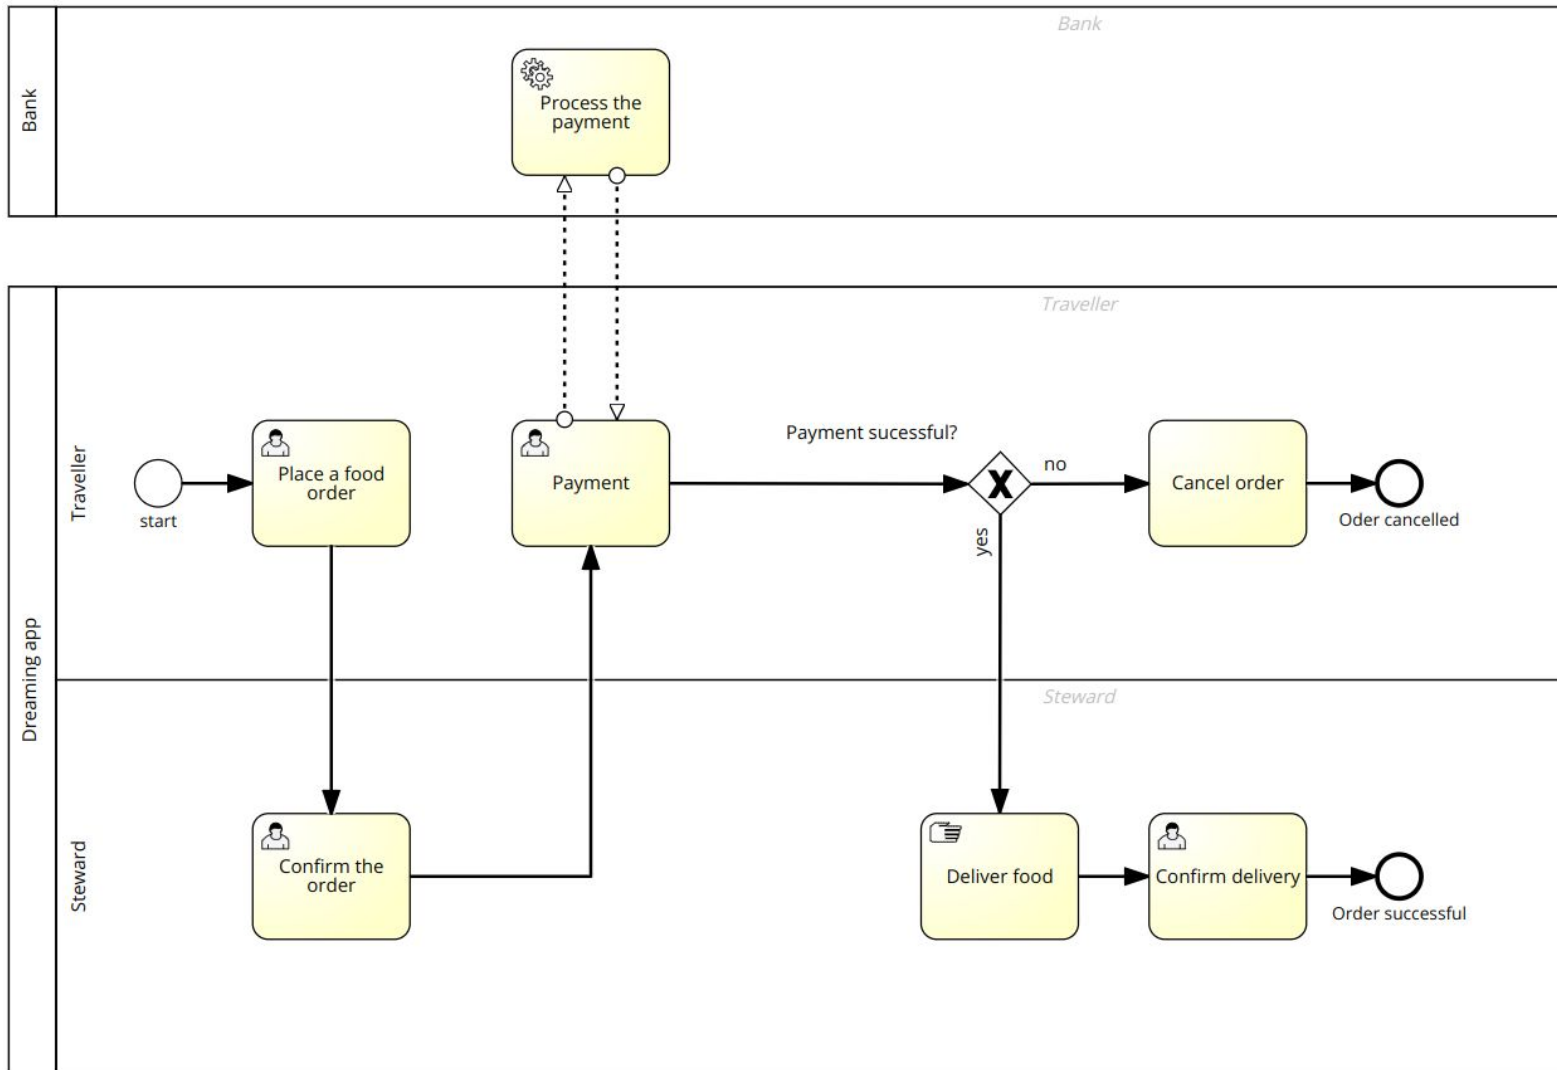 Bank
Bank
Process the
payment
Dreaming app
Traveller
Traveller
start
Place a food
order
Payment
Payment sucessful?
no
yes
Cancel order
Oder cancelled
Steward
Steward
Confirm the
order
Deliver food
Confirm delivery
Order successful